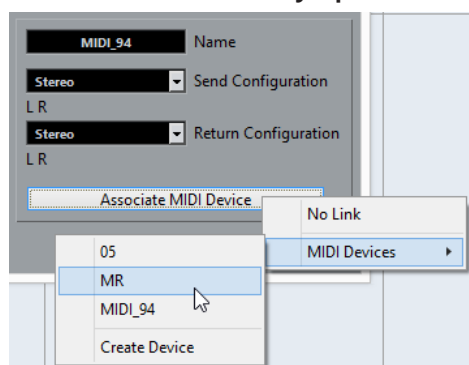 MIDI_94 Name
Stereo Send Configuration
L R
Stereo Return Configuration
L R
Associate MIDI Device
No Link
MIDI Devices
05
MR
MIDI_94
Create Device